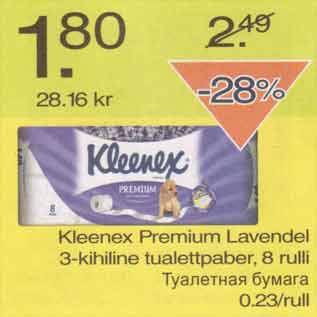 1.80
2.49
-28%
28.16 kr
Kleenex
PREMIUM
8
Kleenex Premium Lavendel
3-kihiline tualettpaber, 8 rulli
Туалетная бумага
0.23/rull